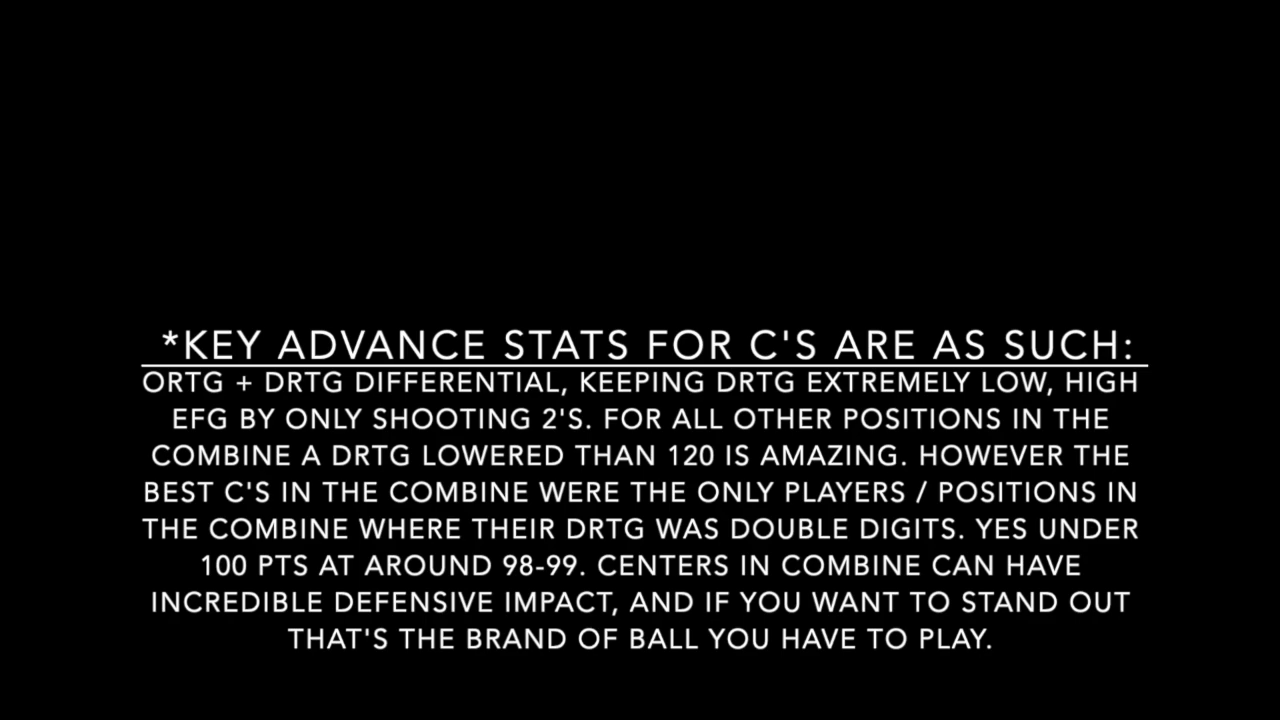 *KEY ADVANCE STATS FOR C'S ARE AS SUCH:
ORTG + DRTG DIFFERENTIAL, KEEPING DRTG EXTREMELY LOW, HIGH
EFG BY ONLY SHOOTING 2'S. FOR ALL OTHER POSITIONS IN THE
COMBINE A DRTG LOWERED THAN 120 IS AMAZING. HOWEVER THE
BEST C'S IN THE COMBINE WERE THE ONLY PLAYERS / POSITIONS IN
THE COMBINE WHERE THEIR DRTG WAS DOUBLE DIGITS. YES UNDER
100 PTS AT AROUND 98-99. CENTERS IN COMBINE CAN HAVE
INCREDIBLE DEFENSIVE IMPACT, AND IF YOU WANT TO STAND OUT
THAT'S THE BRAND OF BALL YOU HAVE TO PLAY.